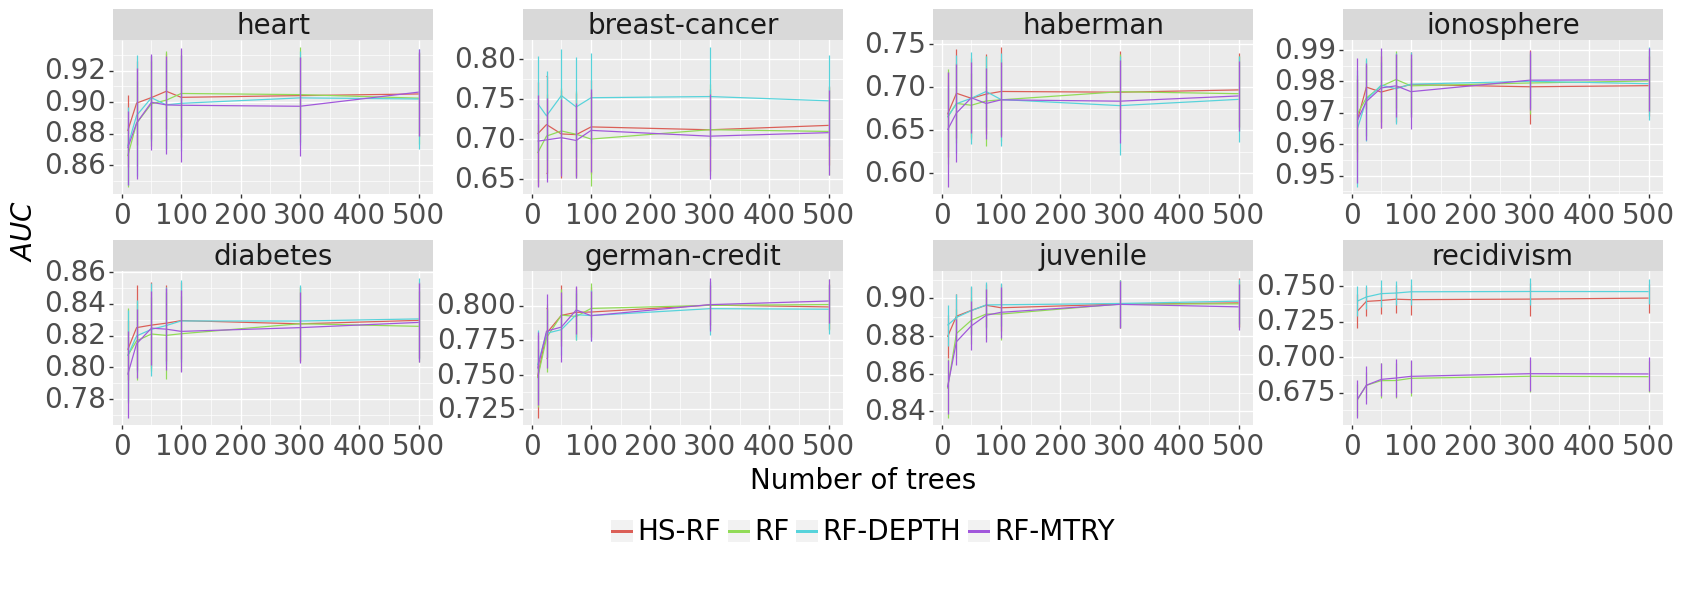 heart breast-cancer haberman ionosphere
0.92 0.90 0.88 0.86
0.80 0.75 0.70 0.65
0.75 0.70 0.65 0.60
0.99 0.98 0.97 0.96 0.95
0 100 200 300 400 500 0 100 200 300 400 500 0 100 200 300 400 500 0 100 200 300 400 500
AUC
diabetes german-credit juvenile recidivism
0.86 0.84 0.82 0.80 0.78
0.800 0.775 0.750 0.725
0.90 0.88 0.86 0.84
0.750 0.725 0.700 0.675
0 100 200 300 400 500 0 100 200 300 400 500 0 100 200 300 400 500 0 100 200 300 400 500
Number of trees
HS-RF RF RF-DEPTH RF-MTRY